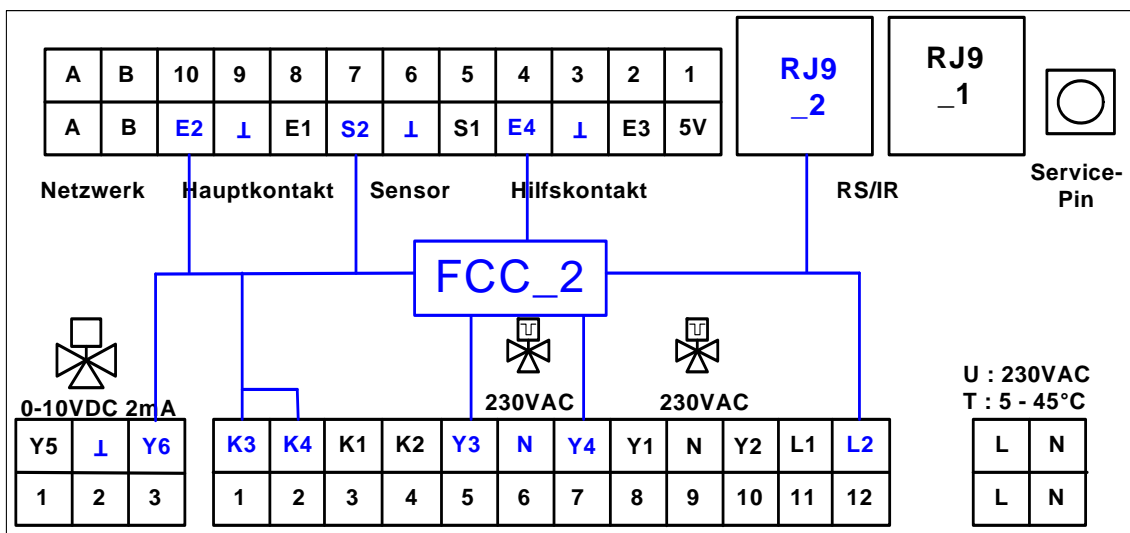 A B 10 9 8 7 6 5 4 3 2 1
A B E2 ⊥ E1 S2 ⊥ S1 E4 ⊥ E3 5V
RJ9
_2
RJ9
_1
Netzwerk Hauptkontakt Sensor Hilfskontakt RS/IR
Service-
Pin
FCC_2
0-10VDC 2mA
230VAC 230VAC
U : 230VAC
T : 5 - 45°C
Y5 ⊥ Y6 K3 K4 K1 K2 Y3 N Y4 Y1 N Y2 L1 L2 L N
1 2 3 1 2 3 4 5 6 7 8 9 10 11 12 L N